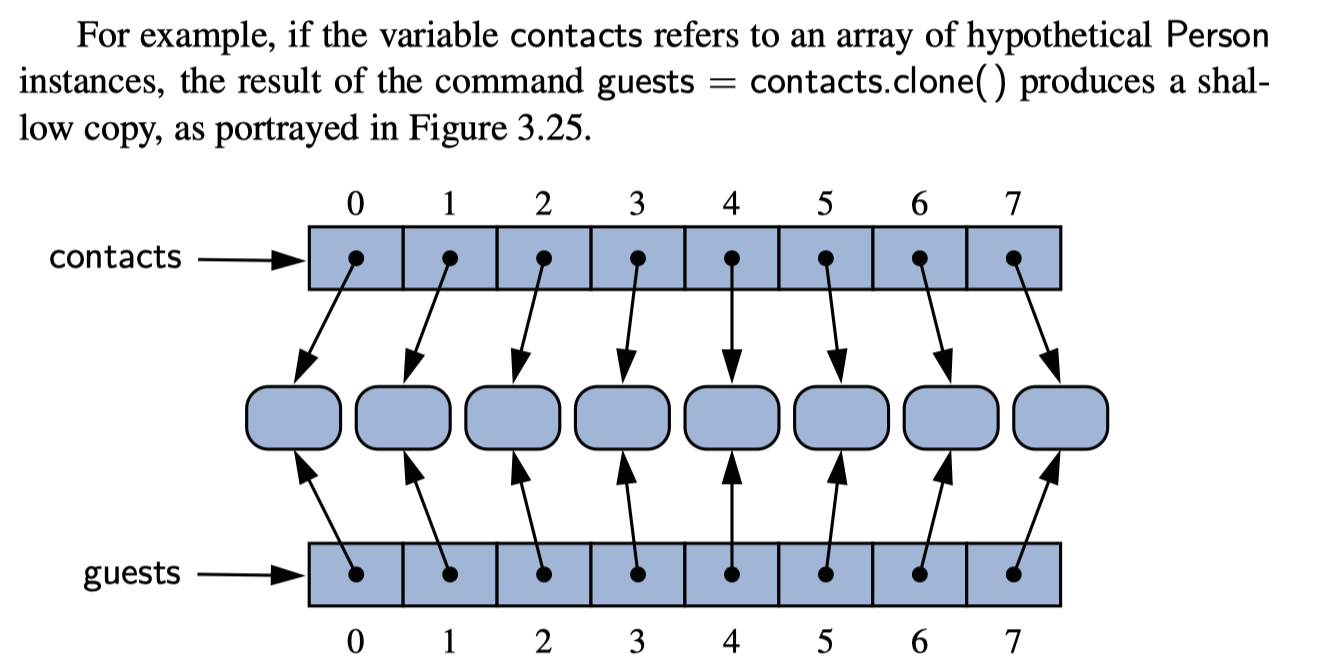 For example, if the variable contacts refers to an array of hypothetical Person
instances, the result of the command guests = contacts.clone() produces a shal-
low copy, as portrayed in Figure 3.25.
0 1 2 3 4 5 6 7
contacts
guests
0 1 2 3 4 5 6 7